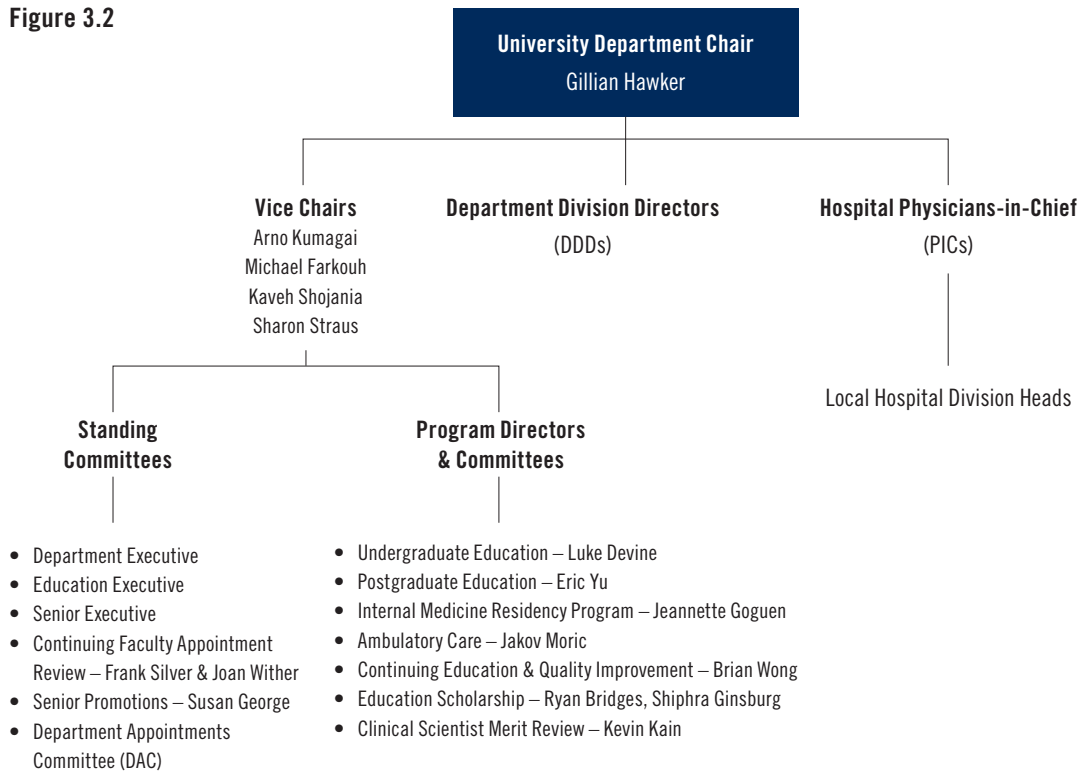 Figure 3.2
University Department Chair
Gillian Hawker
Vice Chairs
Arno Kumagai
Michael Farkouh
Kaveh Shojania
Sharon Straus
Department Division Directors
(DDDs)
Hospital Physicians-in-Chief
(PICs)
Local Hospital Division Heads
Standing
Committees
• Department Executive
• Education Executive
• Senior Executive
• Continuing Faculty Appointment
Review – Frank Silver & Joan Wither
• Senior Promotions – Susan George
• Department Appointments
Committee (DAC)
Program Directors
& Committees
• Undergraduate Education – Luke Devine
• Postgraduate Education – Eric Yu
• Internal Medicine Residency Program – Jeannette Goguen
• Ambulatory Care – Jakov Moric
• Continuing Education & Quality Improvement – Brian Wong
• Education Scholarship – Ryan Bridges, Shiphra Ginsburg
• Clinical Scientist Merit Review – Kevin Kain